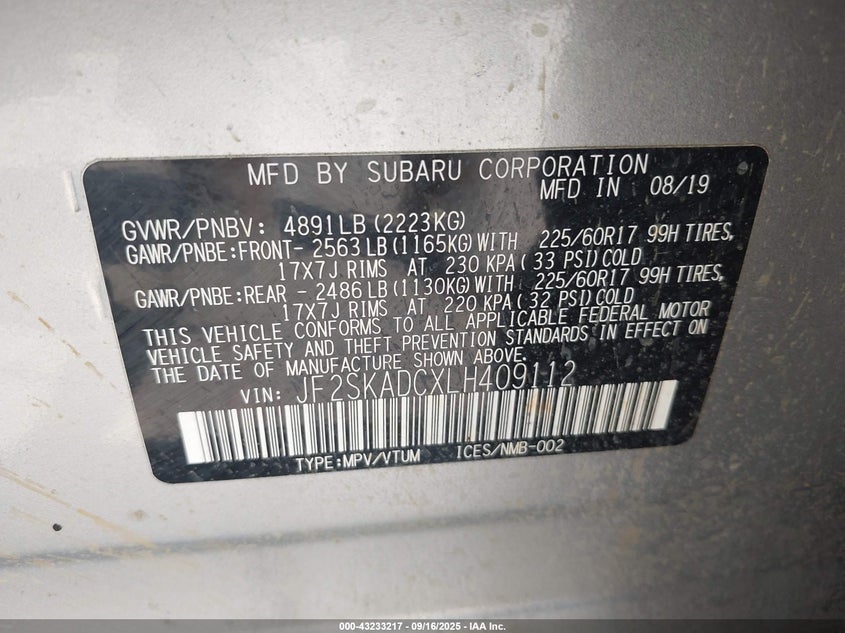 MFD BY SUBARU CORPORATION
MFD IN 08/19
GVWR/PNBV: 4891LB(2223KG)
GAWR/PNBE:FRONT- 2563LB(1165KG)WITH 225/60R17 99H TIRES,
17X7J RIMS AT 230 KPA(33 PSI)COLD
GAWR/PNBE:REAR - 2486LB(1130KG)WITH 225/60R17 99H TIRES,
17X7J RIMS AT 220 KPA(32 PSI)COLD
THIS VEHICLE CONFORMS TO ALL APPLICABLE FEDERAL MOTOR
VEHICLE SAFETY AND THEFT PREVENTION STANDARDS IN EFFECT ON
THE DATE OF MANUFACTURE SHOWN ABOVE.
VIN: JF2SKADCXLH409112
TYPE:MPV/VTUM ICES/NMB-002
000-43233217 - 09/16/2025 - IAA Inc.